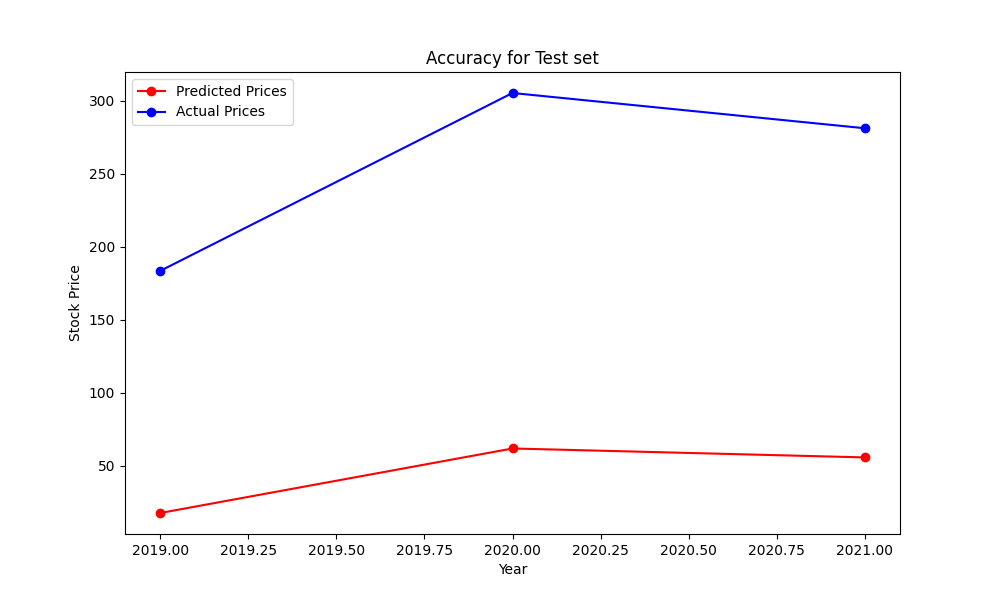 Accuracy for Test set
Predicted Prices
Actual Prices
Stock Price
300
250
200
150
100
50
2019.00 2019.25 2019.50 2019.75 2020.00 2020.25 2020.50 2020.75 2021.00
Year